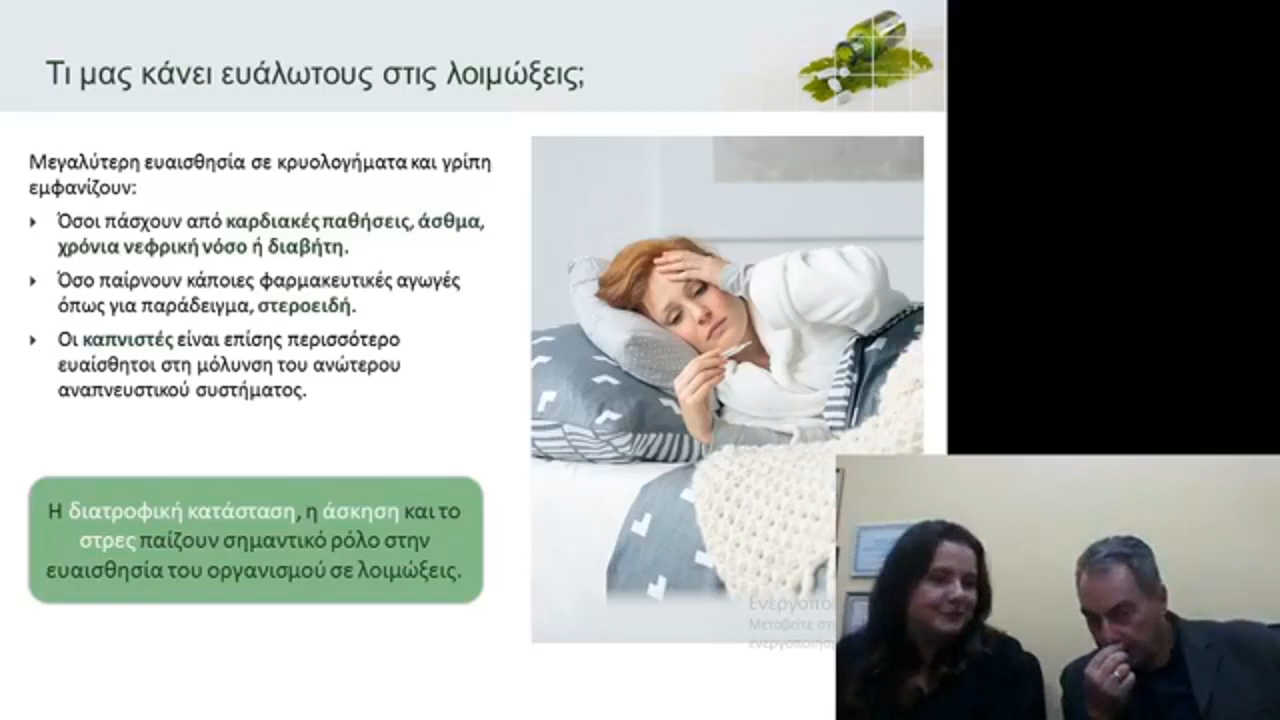 Τι μας κάνει ευάλωτους στις λοιμώξεις;
Μεγαλύτερη ευαισθησία σε κρυολογήματα και γρίπη
εμφανίζουν:
Όσοι πάσχουν από καρδιακές παθήσεις, άσθμα,
χρόνια νεφρική νόσο ή διαβήτη.
Όσο παίρνουν κάποιες φαρμακευτικές αγωγές
όπως για παράδειγμα, στεροειδή.
Οι καπνιστές είναι επίσης περισσότερο
ευαίσθητοι στη μόλυνση του ανώτερου
αναπνευστικού συστήματος.
Η διατροφική κατάσταση, η άσκηση και το
στρες παίζουν σημαντικό ρόλο στην
ευαισθησία του οργανισμού σε λοιμώξεις.
Μεταβείτε